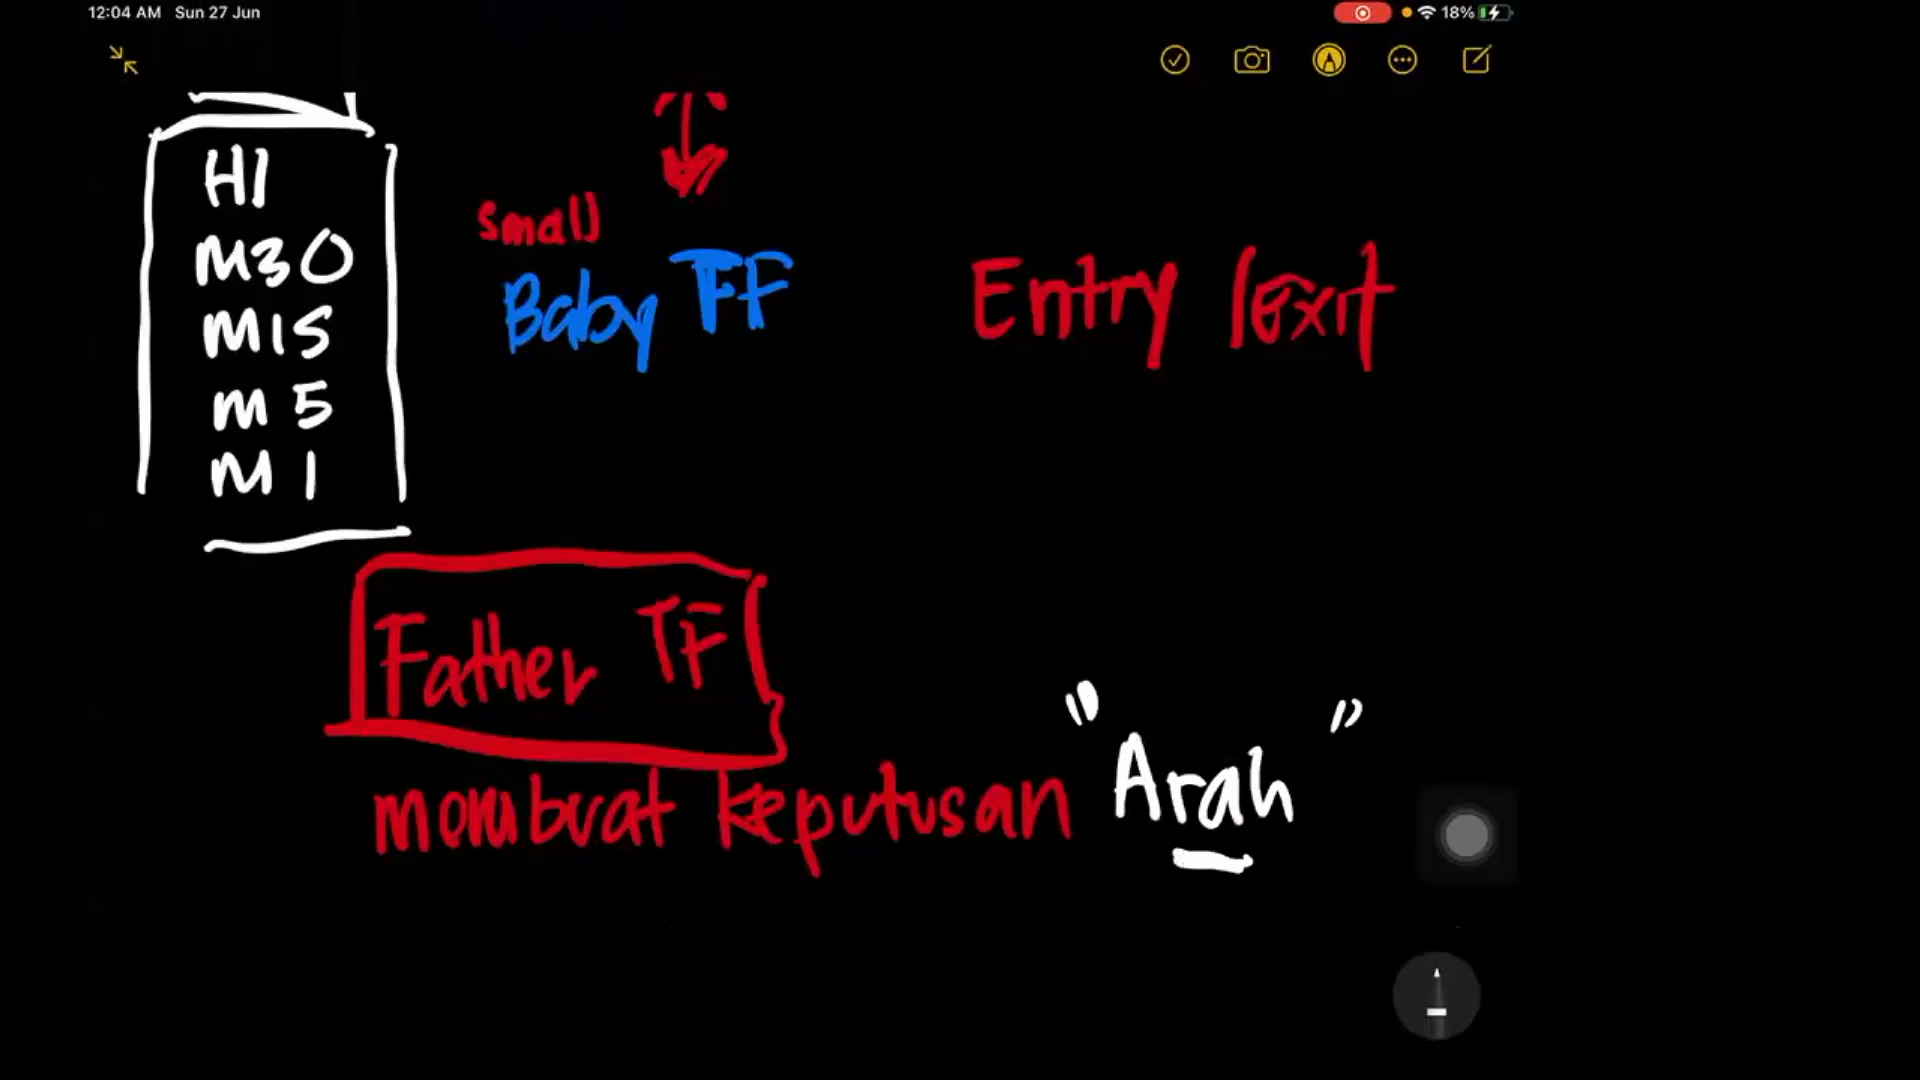 12:04 AM Sun 27 Jun
18%
H1
M30
M15
M5
M1
small
Baby TF
Entry /exit
Father TF
membuat keputusan "Arah"